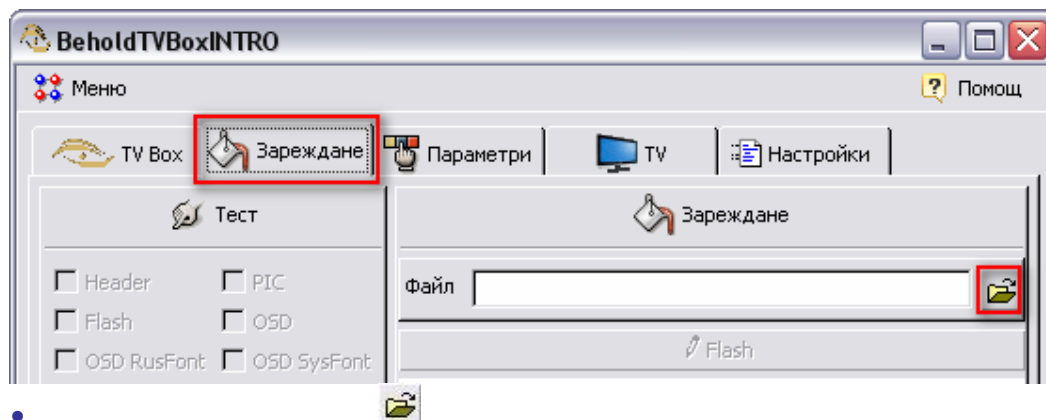 BeholdTVBoxINTRO
Меню Помощ
TV Box Зареждане Параметри TV Настройки
Тест Зареждане
Header PIC Файл
Flash OSD
Flash
OSD RusFont OSD SysFont